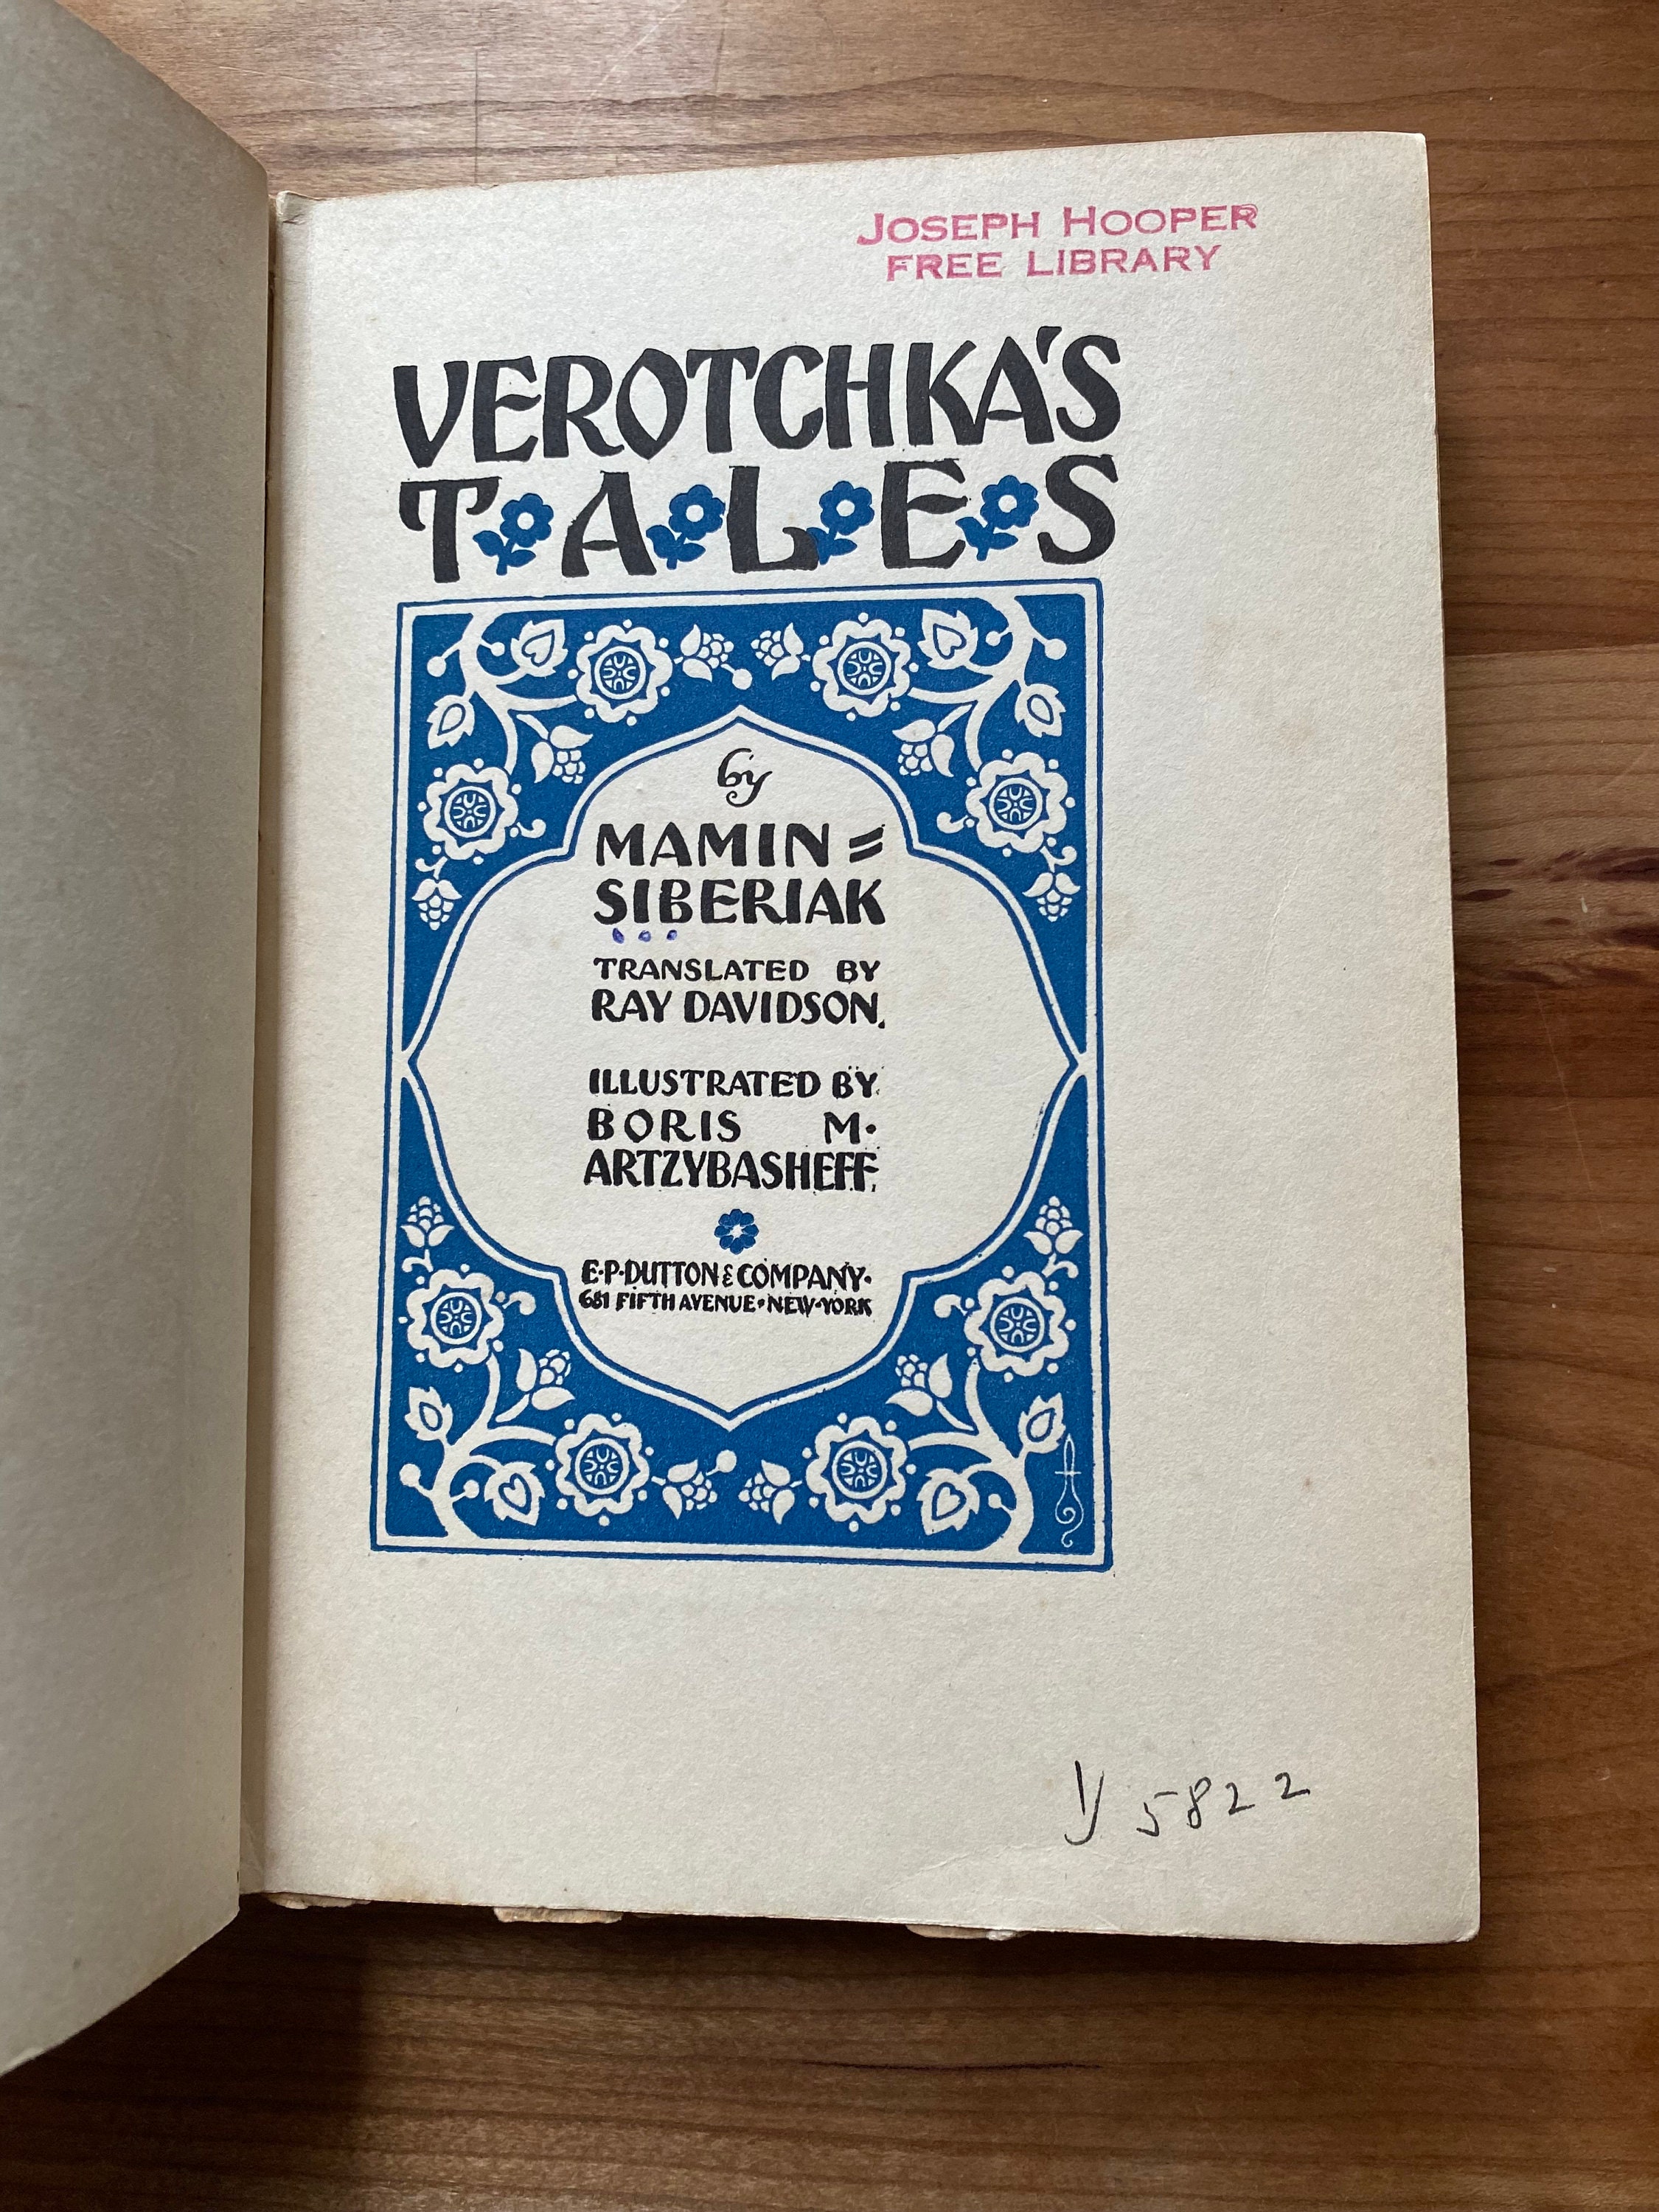 JOSEPH HOOPER
FREE LIBRARY
VEROTCHKA'S
T·A·L·E·S
by
MAMIN=
SIBERIAK
TRANSLATED BY
RAY DAVIDSON.
ILLUSTRATED BY
BORIS M.
ARTZYBASHEFF.
E·P·DUTTON & COMPANY·
681 FIFTH AVENUE·NEW·YORK
5822